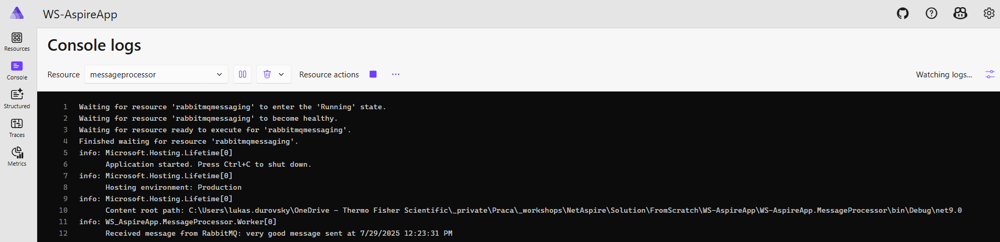 WS-AspireApp
Resources
Console
Structured
Traces
Metrics
Console logs
Resource messageprocessor Resource actions Watching logs...
1 Waiting for resource 'rabbitmqmessaging' to enter the 'Running' state.
2 Waiting for resource 'rabbitmqmessaging' to become healthy.
3 Waiting for resource ready to execute for 'rabbitmqmessaging'.
4 Finished waiting for resource 'rabbitmqmessaging'.
5 info: Microsoft.Hosting.Lifetime[0]
6 Application started. Press Ctrl+C to shut down.
7 info: Microsoft.Hosting.Lifetime[0]
8 Hosting environment: Production
9 info: Microsoft.Hosting.Lifetime[0]
10 Content root path: C:\Users\lukas.durovsky\OneDrive - Thermo Fisher Scientific\_private\Praca\_workshops\NetAspire\Solution\FromScratch\WS-AspireApp\WS-AspireApp.MessageProcessor\bin\Debug\net9.0
11 info: WS_AspireApp.MessageProcessor.Worker[0]
12 Received message from RabbitMQ: very good message sent at 7/29/2025 12:23:31 PM